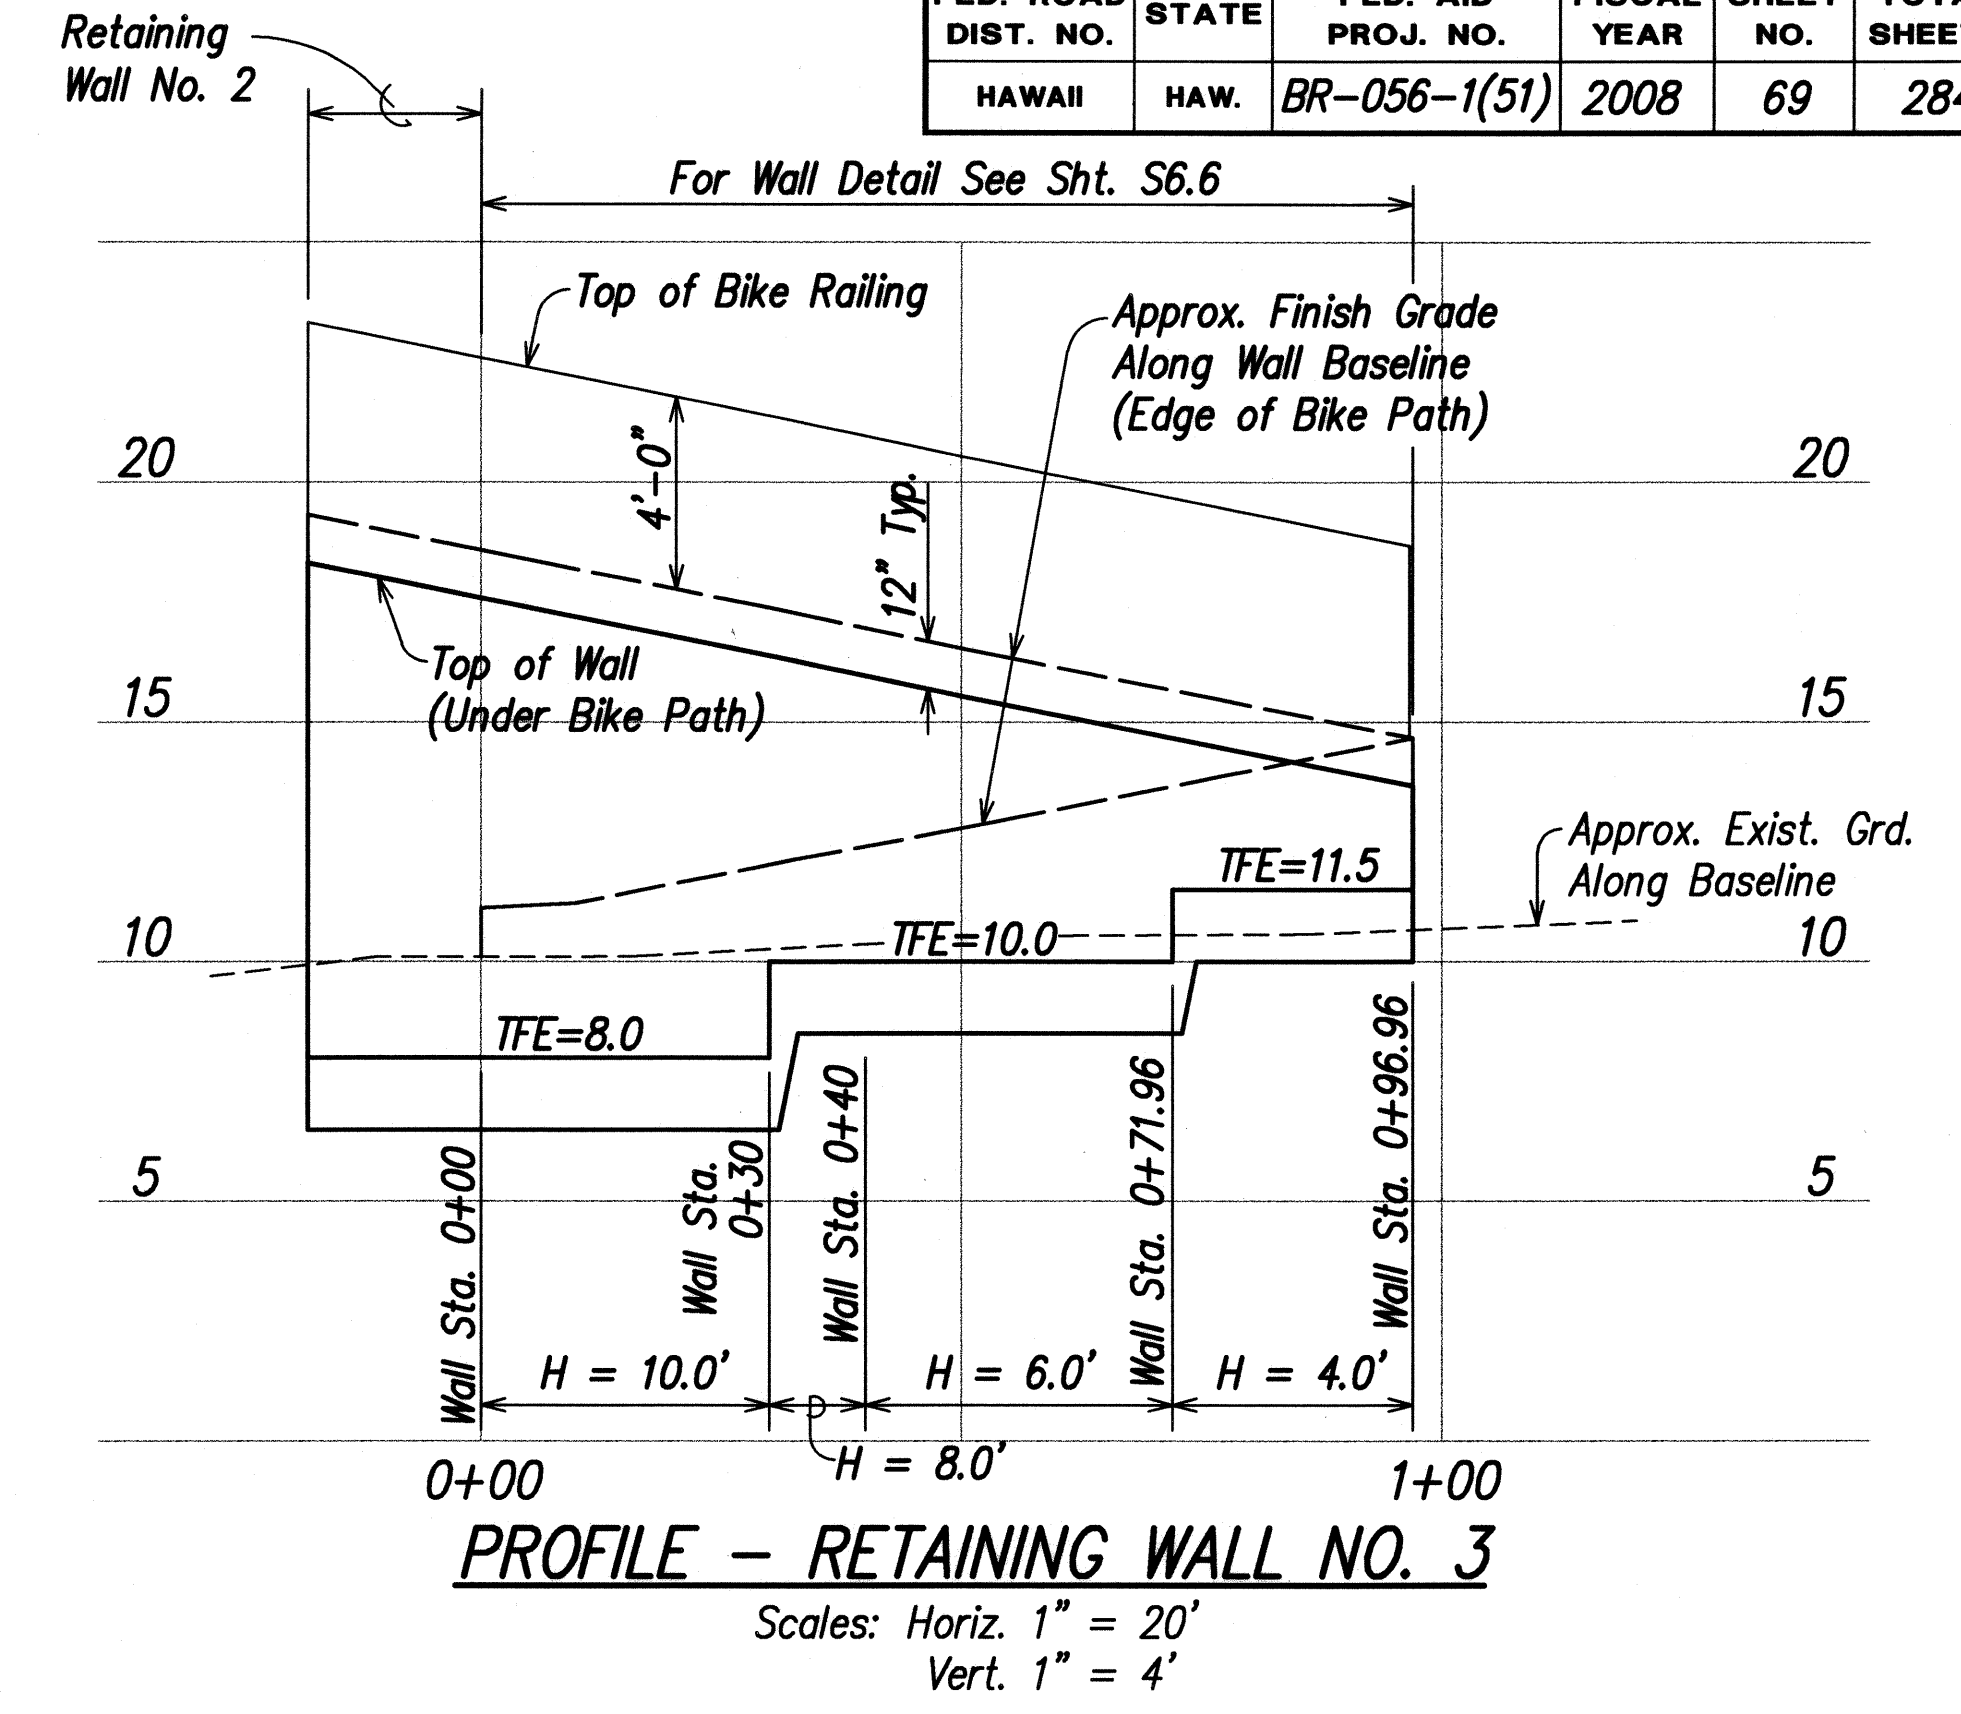 DIST. NO.
STATE
PROJ. NO.
YEAR
NO.
HAWAII
HAW.
BR-056-1(51)
2008
69
Retaining
Wall No. 2
For Wall Detail See Sht. S6.6
Top of Bike Railing
Approx. Finish Grade
Along Wall Baseline
(Edge of Bike Path)
20
20
4'-0"
12" Typ.
Top of Wall
(Under Bike Path)
15
15
Approx. Exist. Grd.
Along Baseline
TFE=11.5
10
TFE=10.0
10
TFE=8.0
5
5
Wall Sta. 0+00
Wall Sta.
0+30
Wall Sta. 0+40
Wall Sta. 0+71.96
Wall Sta. 0+96.96
H = 10.0'
H = 6.0'
H = 4.0'
H = 8.0'
0+00
1+00
PROFILE - RETAINING WALL NO. 3
Scales: Horiz. 1" = 20'
Vert. 1" = 4'